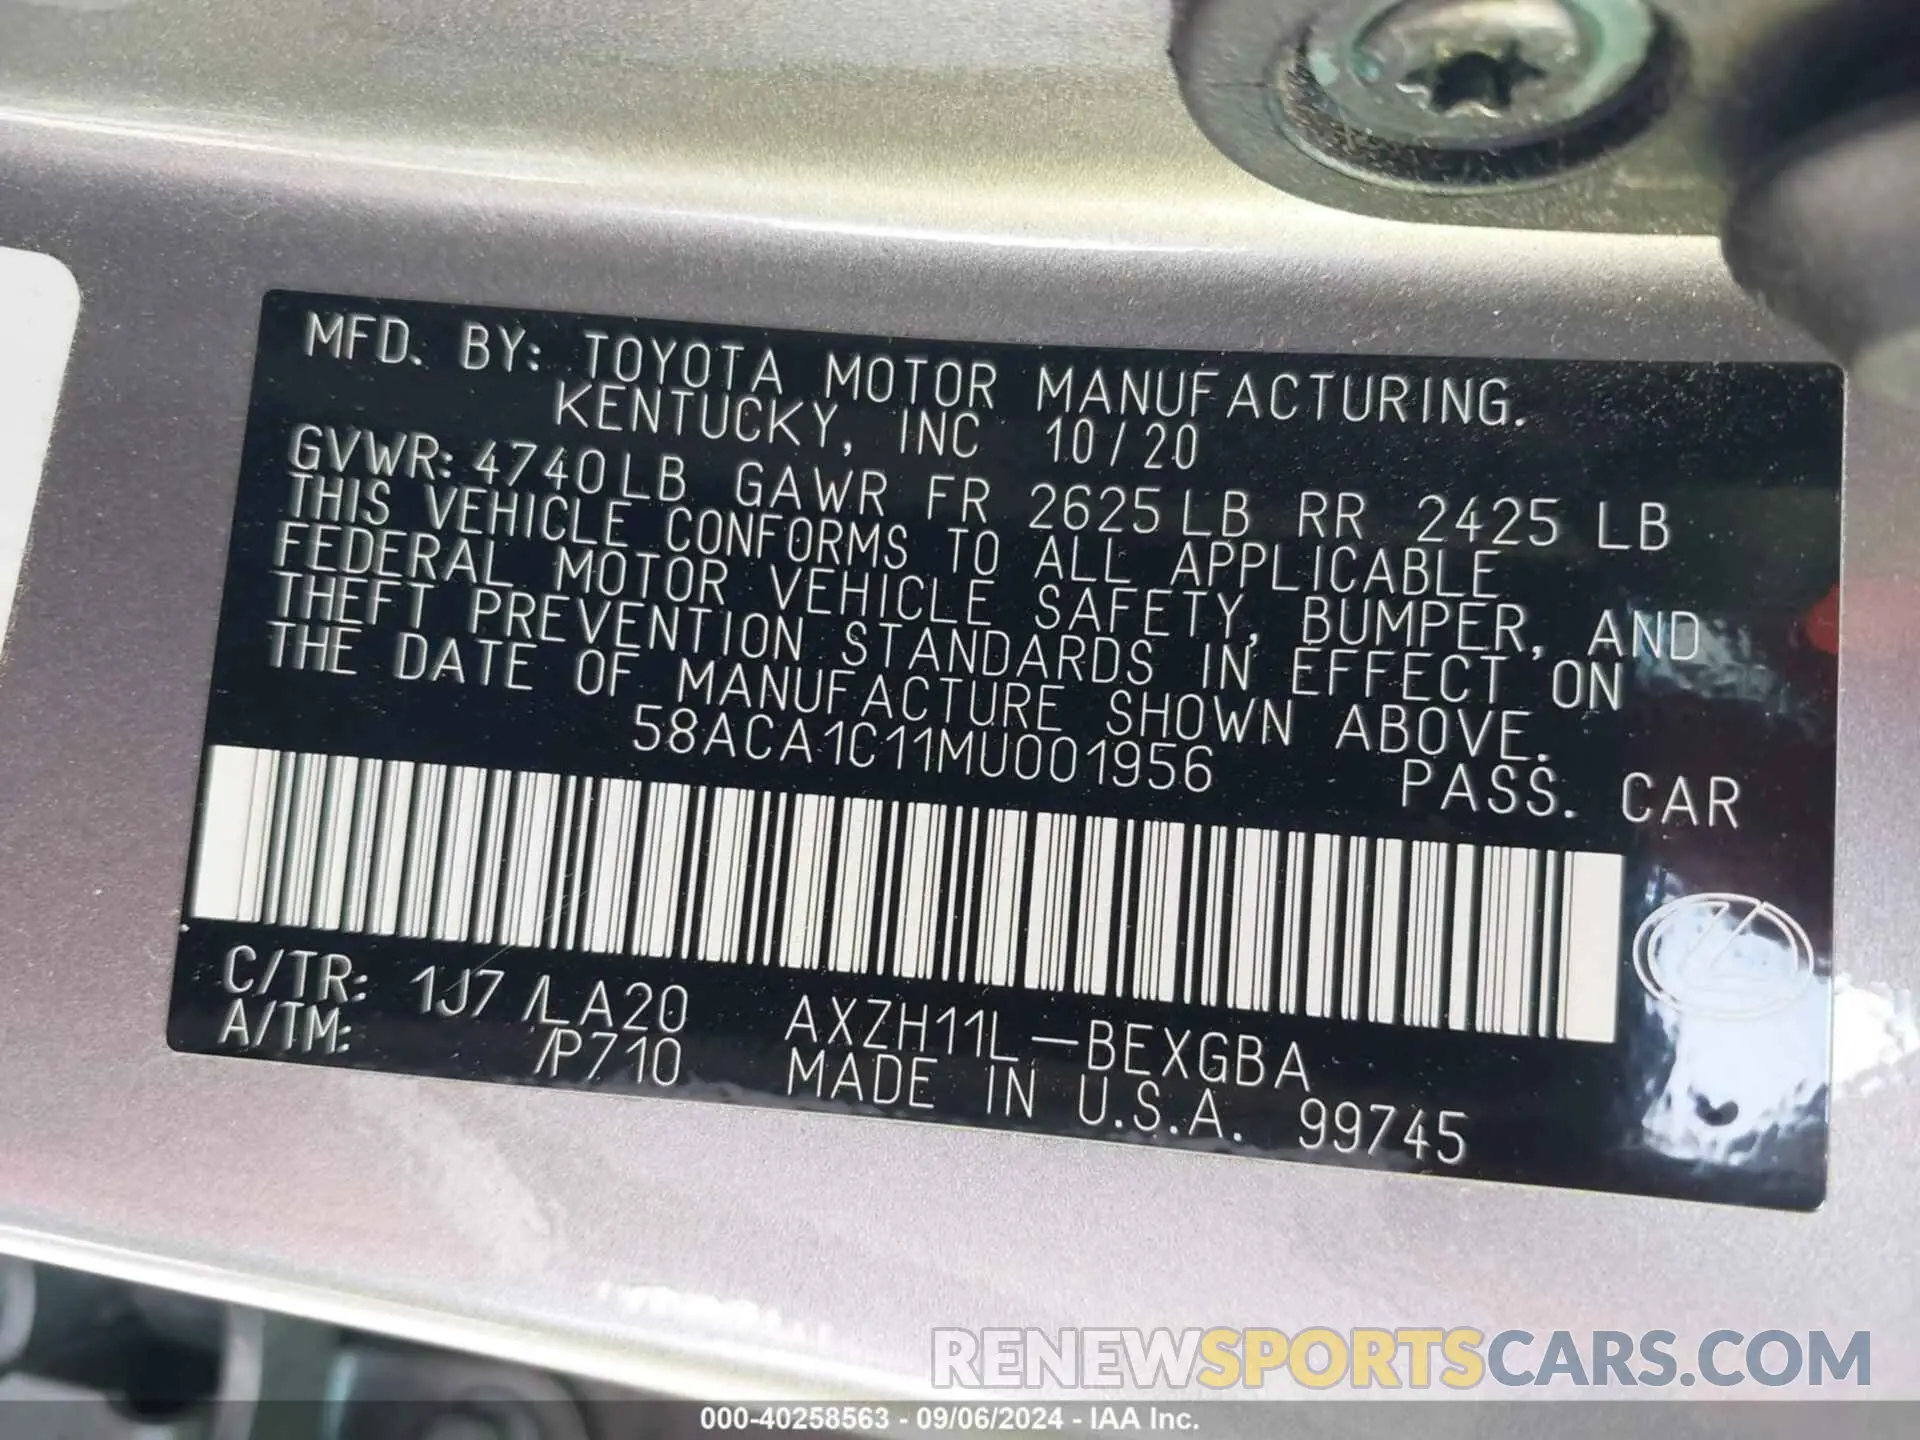 MFD. BY: TOYOTA MOTOR MANUFACTURING.
KENTUCKY, INC 10/20
GVWR: 4740LB GAWR FR 2625LB RR 2425 LB
THIS VEHICLE CONFORMS TO ALL APPLICABLE
FEDERAL MOTOR VEHICLE SAFETY, BUMPER, AND
THEFT PREVENTION STANDARDS IN EFFECT ON
THE DATE OF MANUFACTURE SHOWN ABOVE.
58ACA1C11MU001956 PASS. CAR
C/TR: 1J7 /LA20 AXZH11L-BEXGBA
A/TM: /P710 MADE IN U.S.A. 99745
RENEWSPORTSCARS.COM
000-40258563 - 09/06/2024 - IAA Inc.